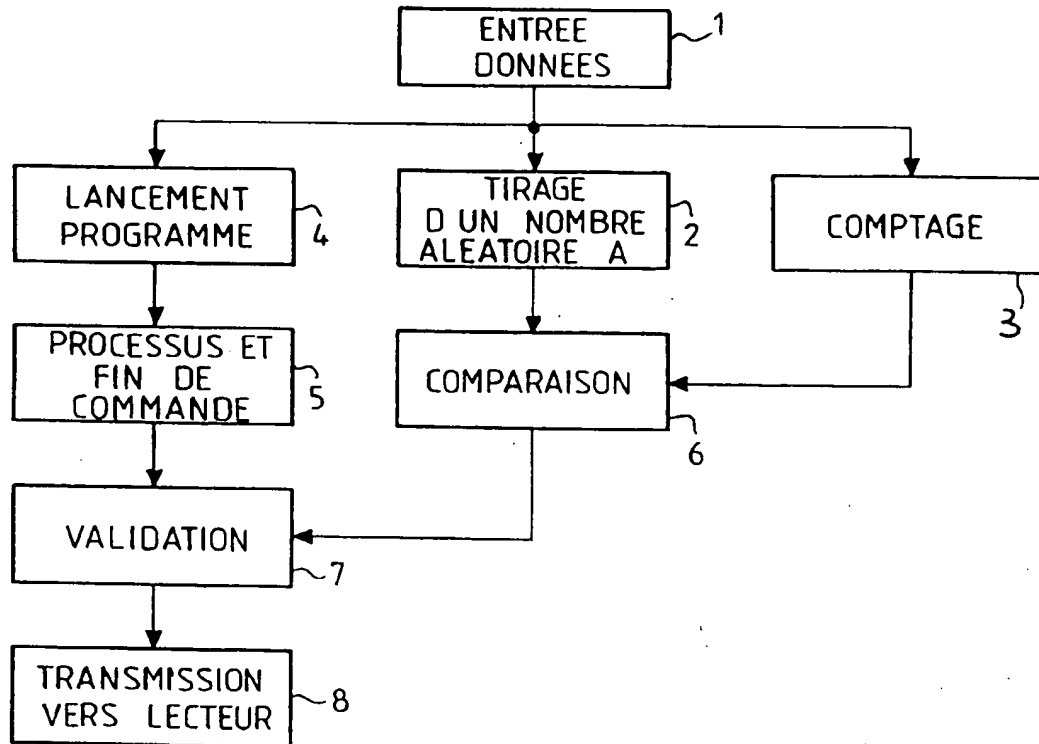 ENTREE
DONNEES
1
LANCEMENT
PROGRAMME
4
TIRAGE
D UN NOMBRE
ALEATOIRE A
2
COMPTAGE
3
PROCESSUS ET
FIN DE
COMMANDE
5
COMPARAISON
6
VALIDATION
7
TRANSMISSION
VERS LECTEUR
8